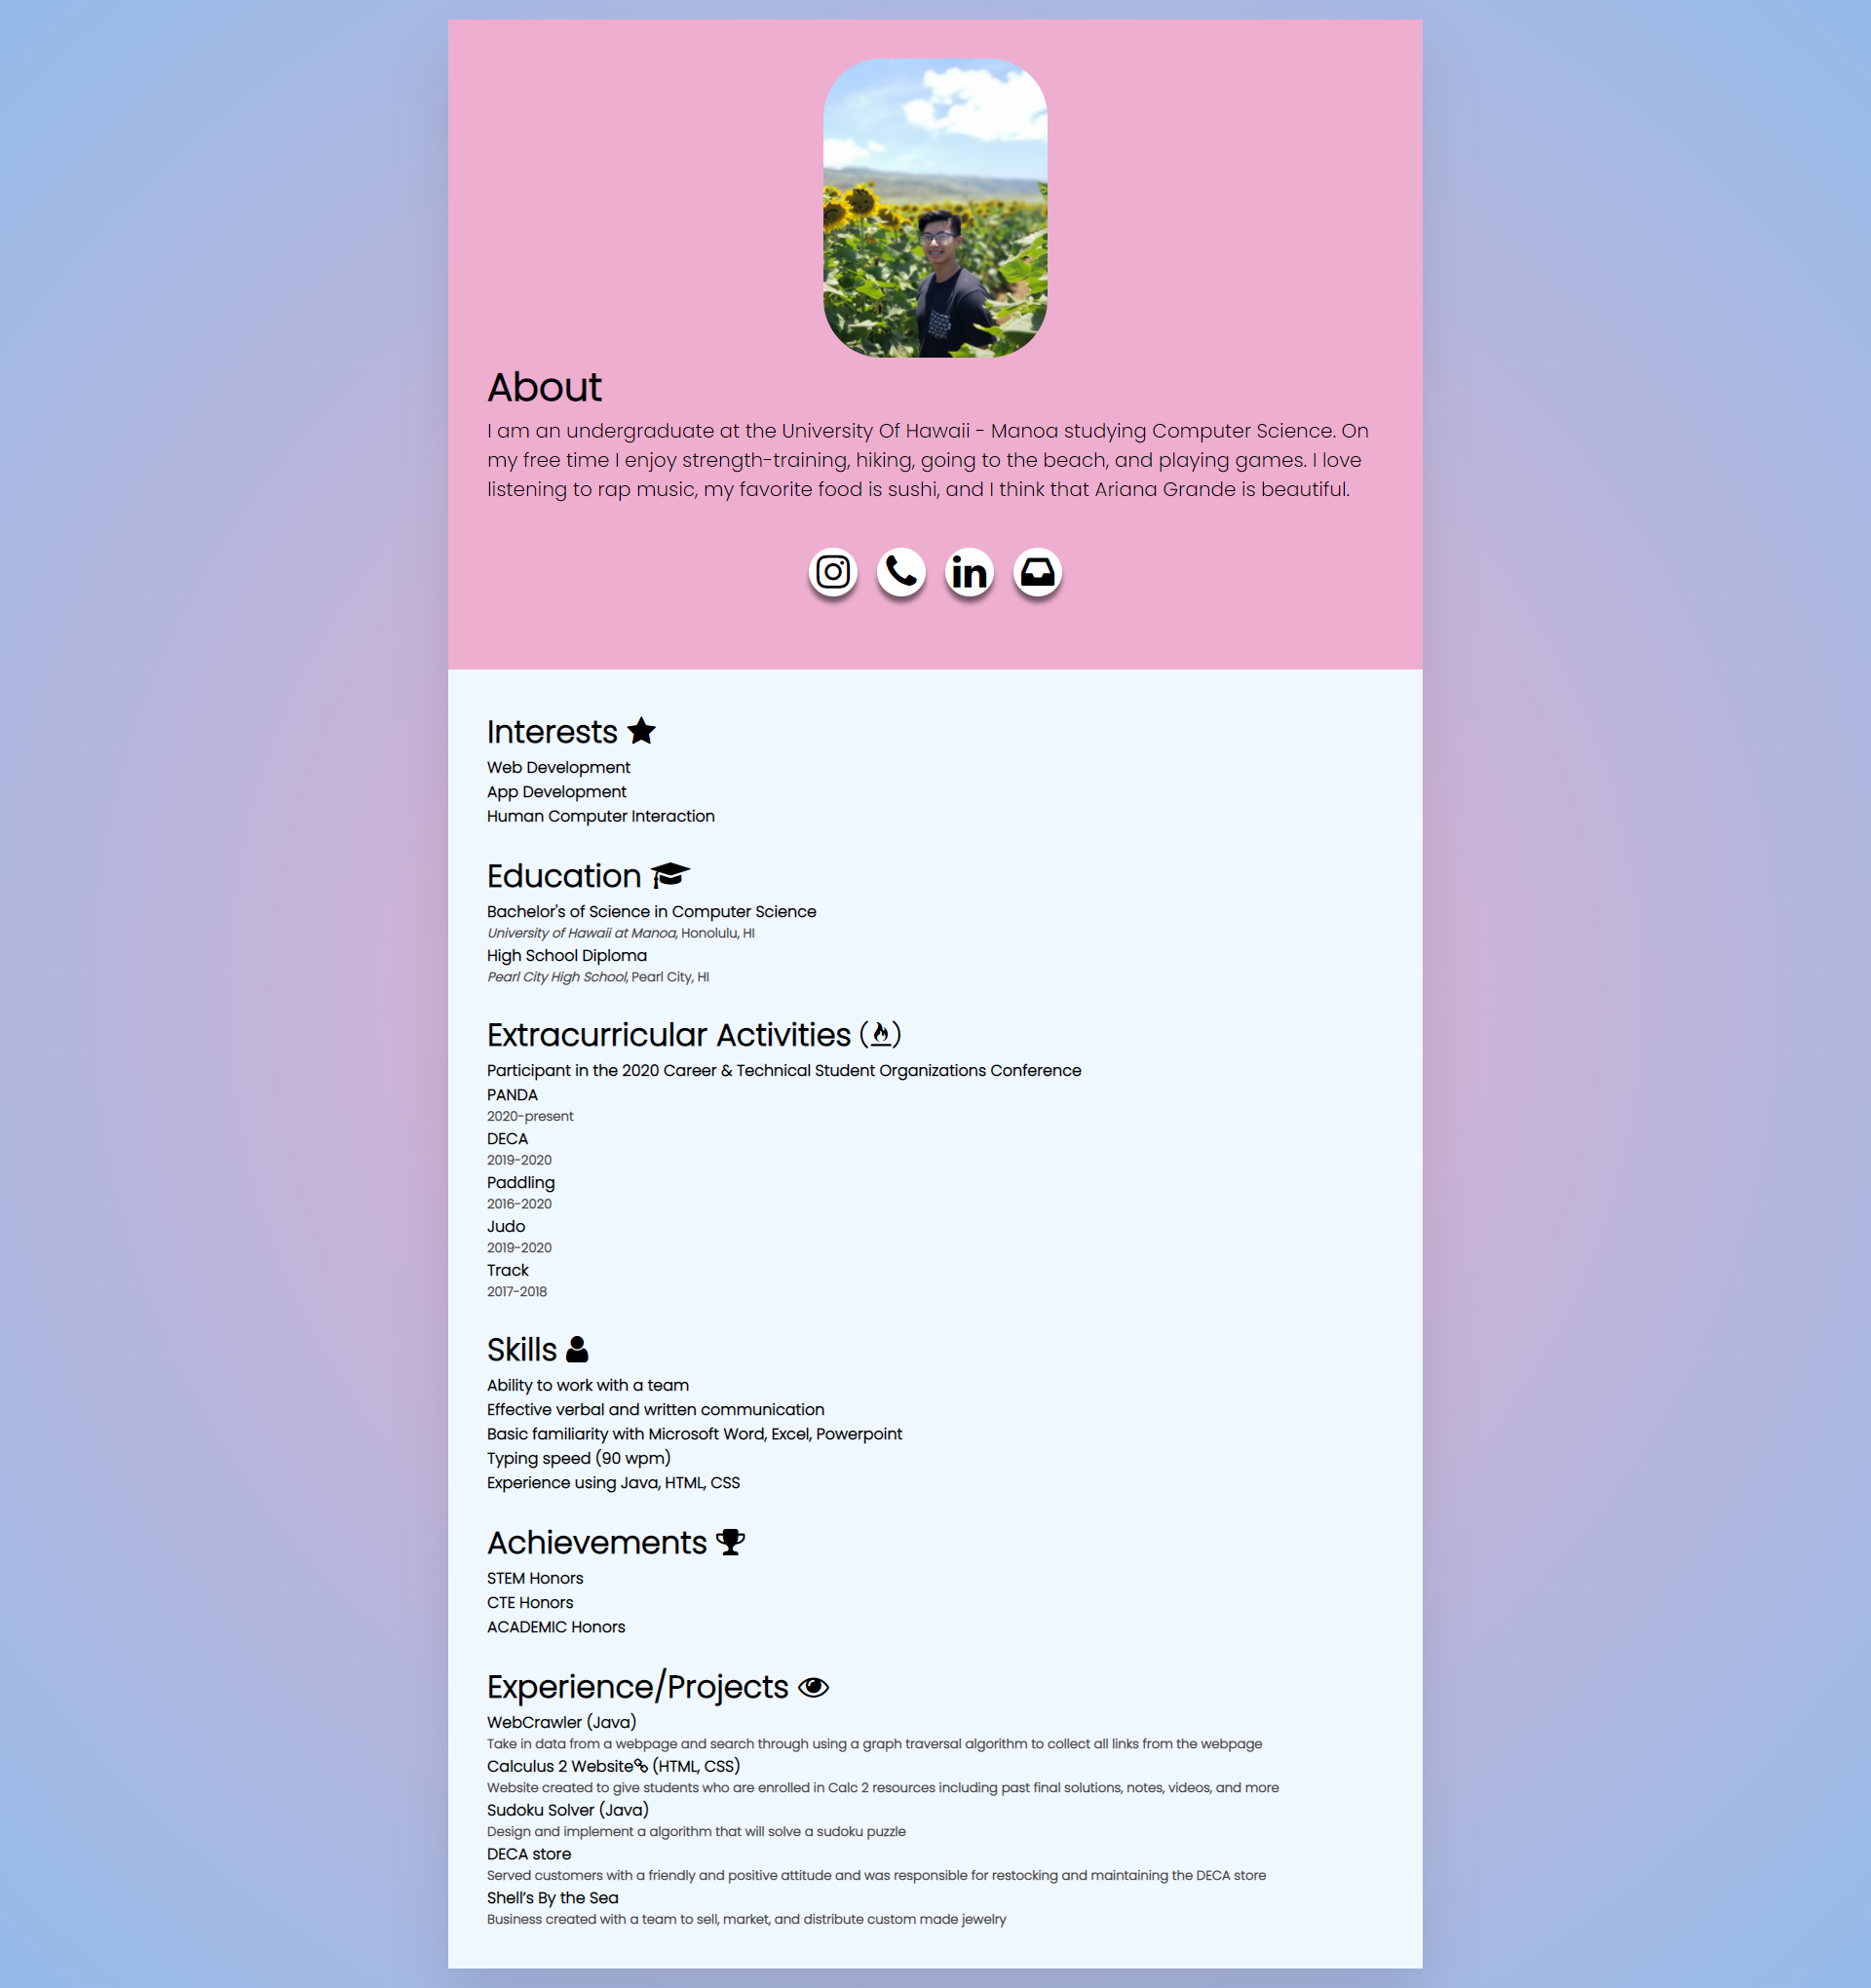 About
I am an undergraduate at the University Of Hawaii - Manoa studying Computer Science. On
my free time I enjoy strength-training, hiking, going to the beach, and playing games. I love
listening to rap music, my favorite food is sushi, and I think that Ariana Grande is beautiful.
in
Interests
Web Development
App Development
Human Computer Interaction
Education
Bachelor's of Science in Computer Science
University of Hawaii at Manoa, Honolulu, HI
High School Diploma
Pearl City High School, Pearl City, HI
Extracurricular Activities
Participant in the 2020 Career & Technical Student Organizations Conference
PANDA
2020-present
DECA
2019-2020
Paddling
2016-2020
Judo
2019-2020
Track
2017-2018
Skills
Ability to work with a team
Effective verbal and written communication
Basic familiarity with Microsoft Word, Excel, Powerpoint
Typing speed (90 wpm)
Experience using Java, HTML, CSS
Achievements
STEM Honors
CTE Honors
ACADEMIC Honors
Experience/Projects
WebCrawler (Java)
Take in data from a webpage and search through using a graph traversal algorithm to collect all links from the webpage
Calculus 2 Website (HTML, CSS)
Website created to give students who are enrolled in Calc 2 resources including past final solutions, notes, videos, and more
Sudoku Solver (Java)
Design and implement a algorithm that will solve a sudoku puzzle
DECA store
Served customers with a friendly and positive attitude and was responsible for restocking and maintaining the DECA store
Shell's By the Sea
Business created with a team to sell, market, and distribute custom made jewelry